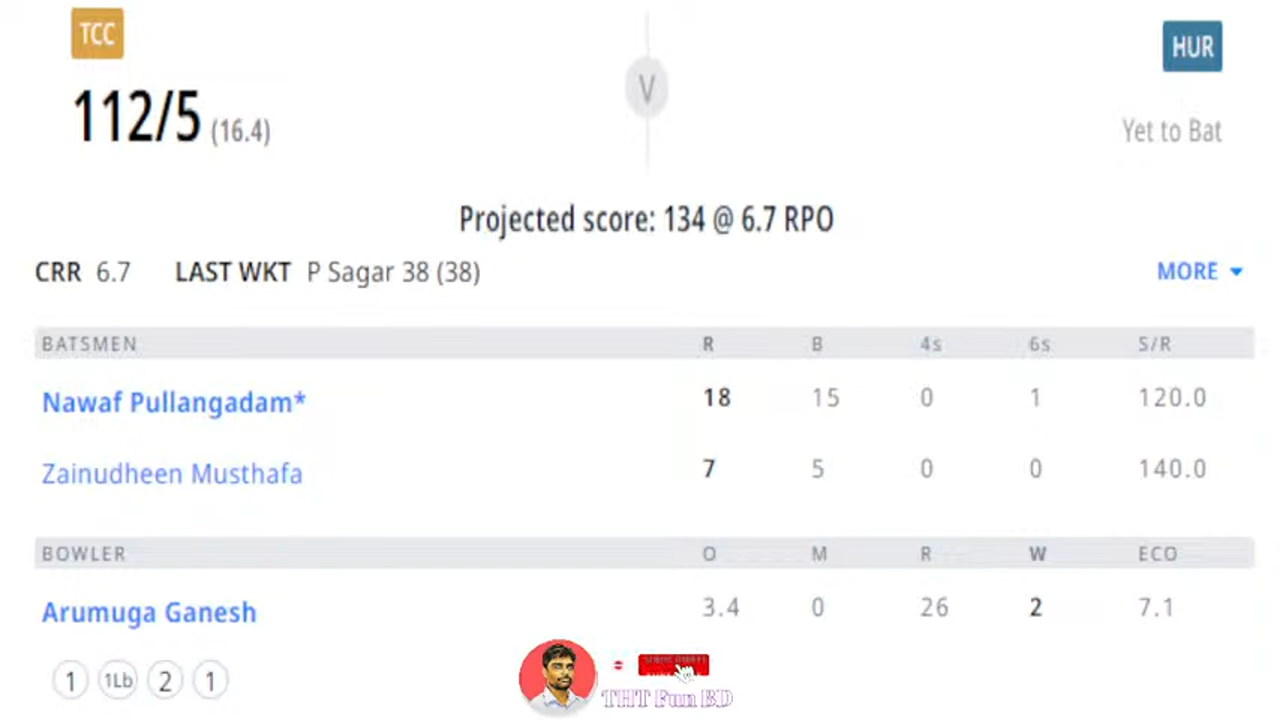 TCC
HUR
112/5 (16.4)
V
Yet to Bat
Projected score: 134 @ 6.7 RPO
CRR 6.7 LAST WKT P Sagar 38 (38)
MORE
BATSMEN R B 4s 6s S/R
Nawaf Pullangadam* 18 15 0 1 120.0
Zainudheen Musthafa 7 5 0 0 140.0
BOWLER O M R W ECO
Arumuga Ganesh 3.4 0 26 2 7.1
1 1Lb 2 1
THT Fun BD